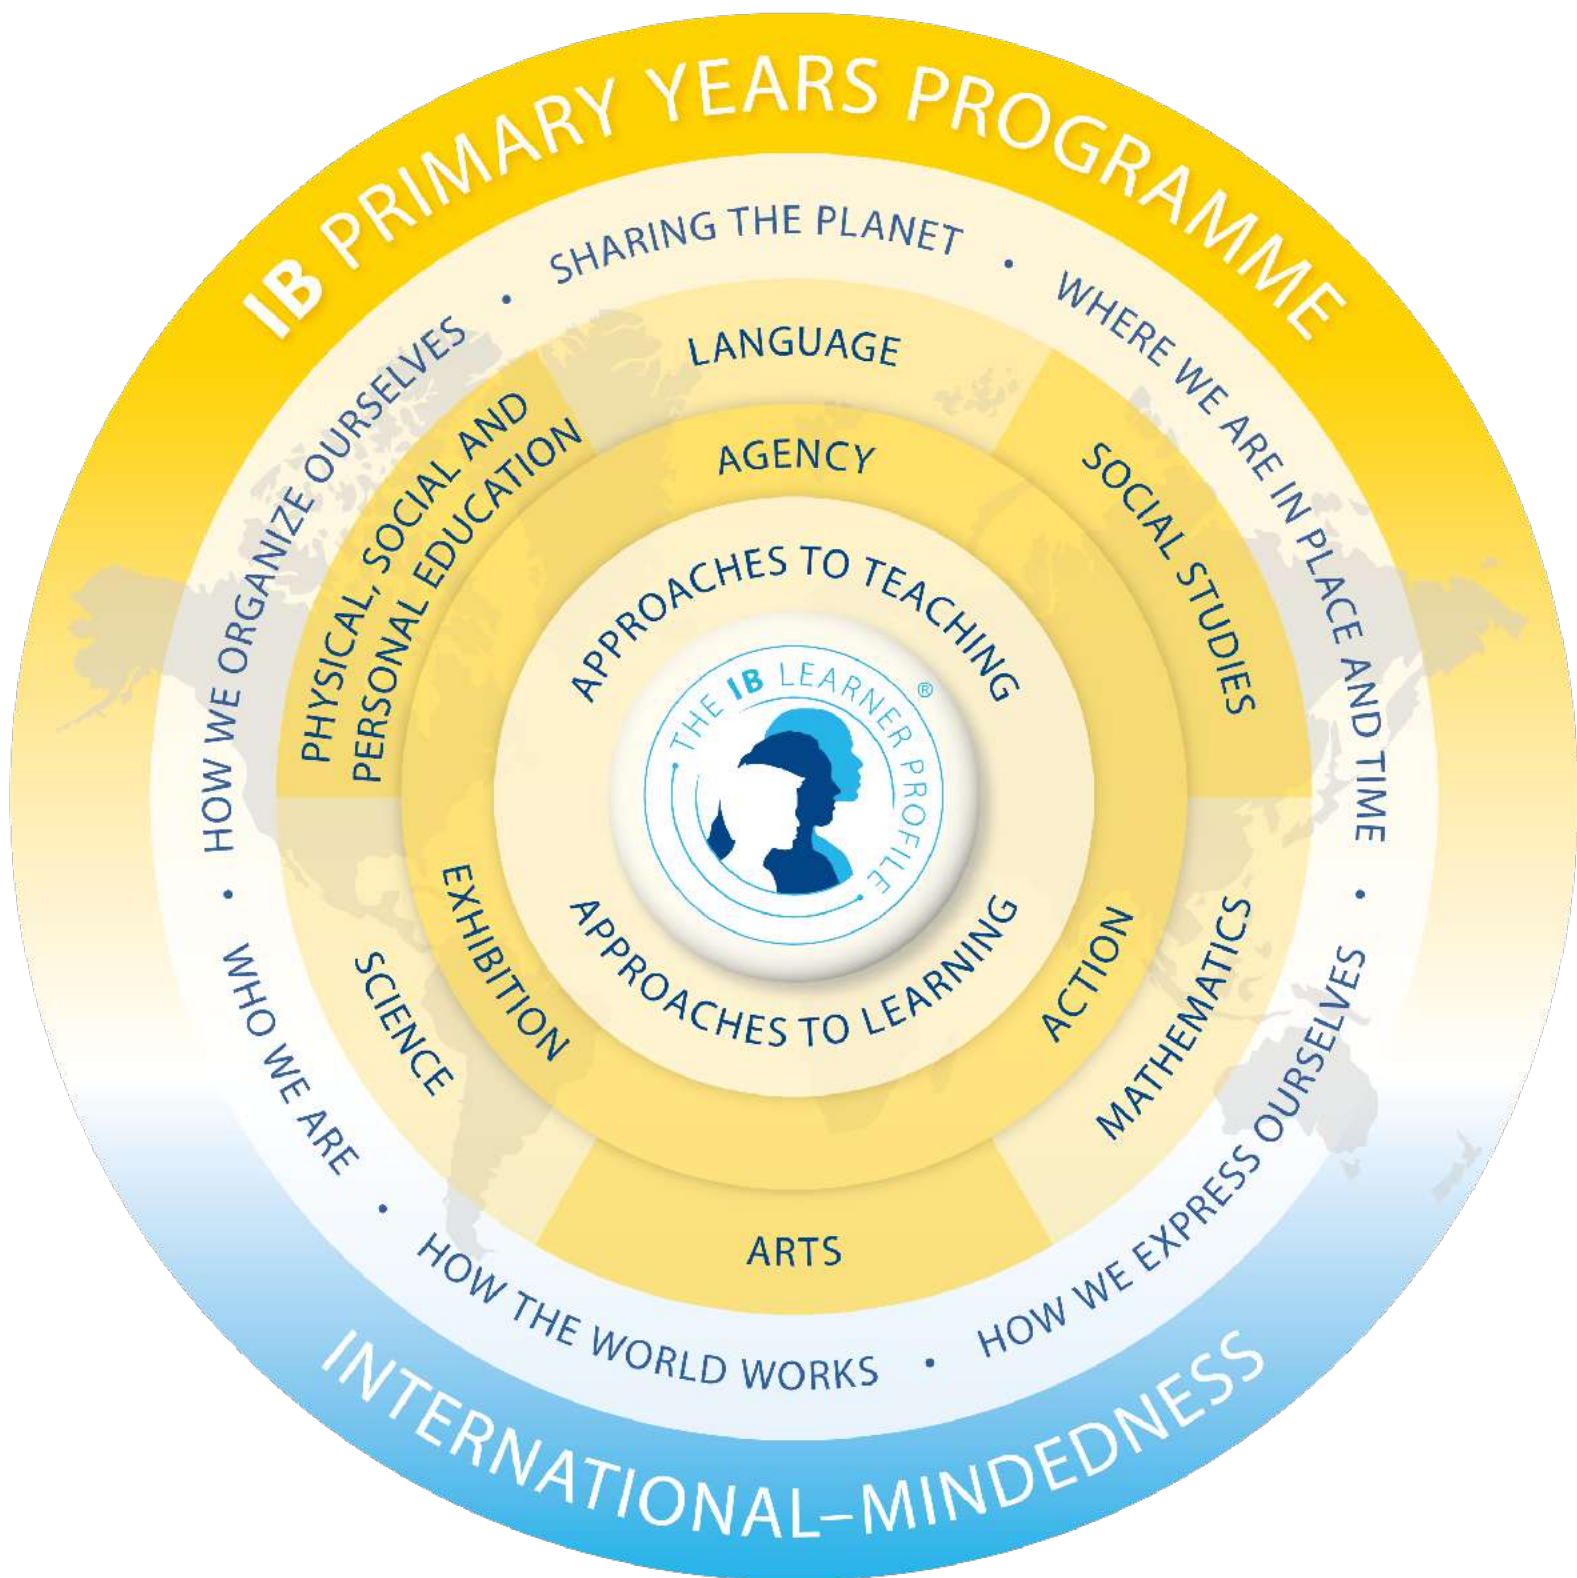 IB PRIMARY YEARS PROGRAMME
SHARING THE PLANET
•
WHERE WE ARE IN PLACE AND TIME
•
HOW WE EXPRESS OURSELVES
•
HOW THE WORLD WORKS
•
WHO WE ARE
•
HOW WE ORGANIZE OURSELVES
•
LANGUAGE
SOCIAL STUDIES
MATHEMATICS
ARTS
SCIENCE
PHYSICAL, SOCIAL AND
PERSONAL EDUCATION
AGENCY
ACTION
EXHIBITION
APPROACHES TO TEACHING
APPROACHES TO LEARNING
THE IB LEARNER PROFILE ®
INTERNATIONAL–MINDEDNESS